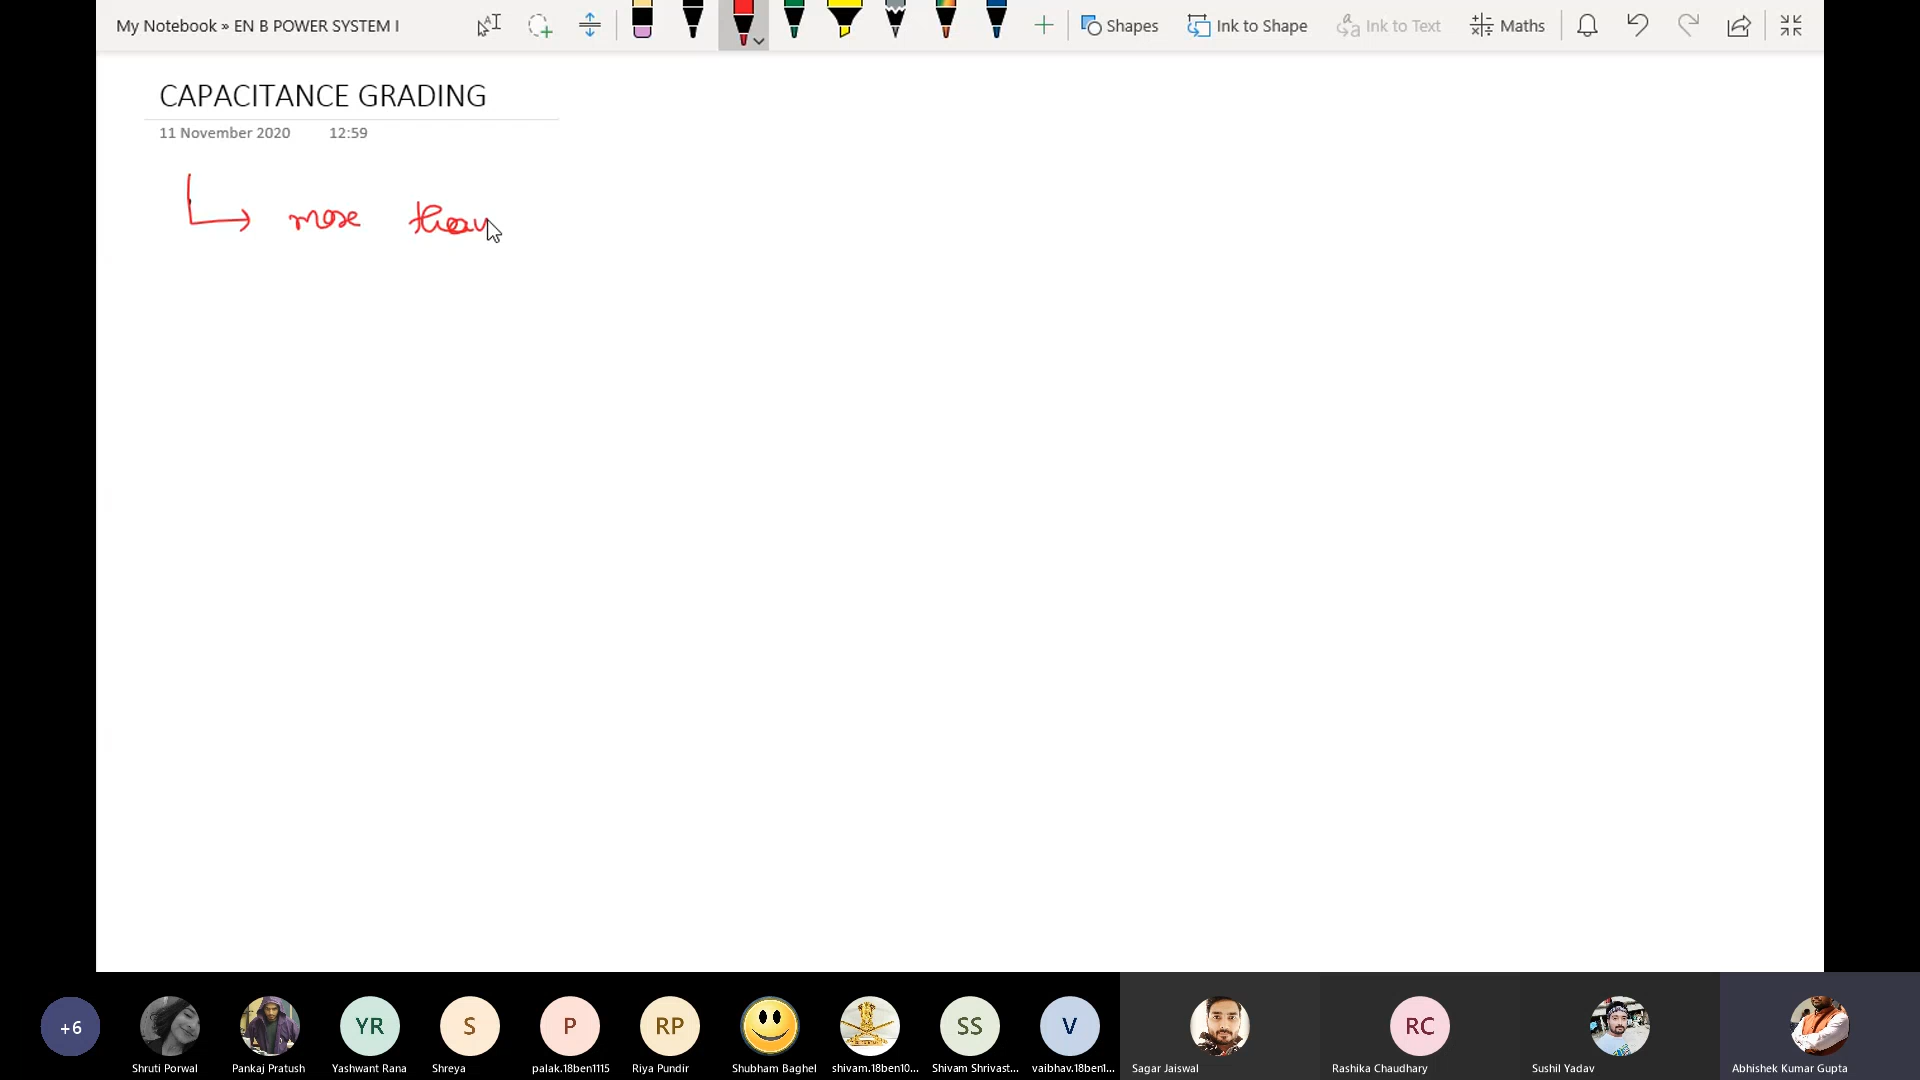 My Notebook » EN B POWER SYSTEM I
Shapes
Ink to Shape
Ink to Text
Maths
CAPACITANCE GRADING
11 November 2020 12:59
more than
+6
YR
S
P
RP
SS
V
RC
Shruti Porwal
Pankaj Pratush
Yashwant Rana
Shreya
palak.18ben1115
Riya Pundir
Shubham Baghel
shivam.18ben10...
Shivam Shrivast...
vaibhav.18ben1...
Sagar Jaiswal
Rashika Chaudhary
Sushil Yadav
Abhishek Kumar Gupta